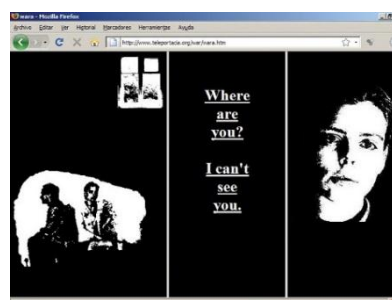 wara - Mozilla Firefox
Archivo Editar Ver Historial Marcadores Herramientas Ayuda
http://www.teleportacia.org/war/wara.htm
Where
are
you?
I can't
see
you.